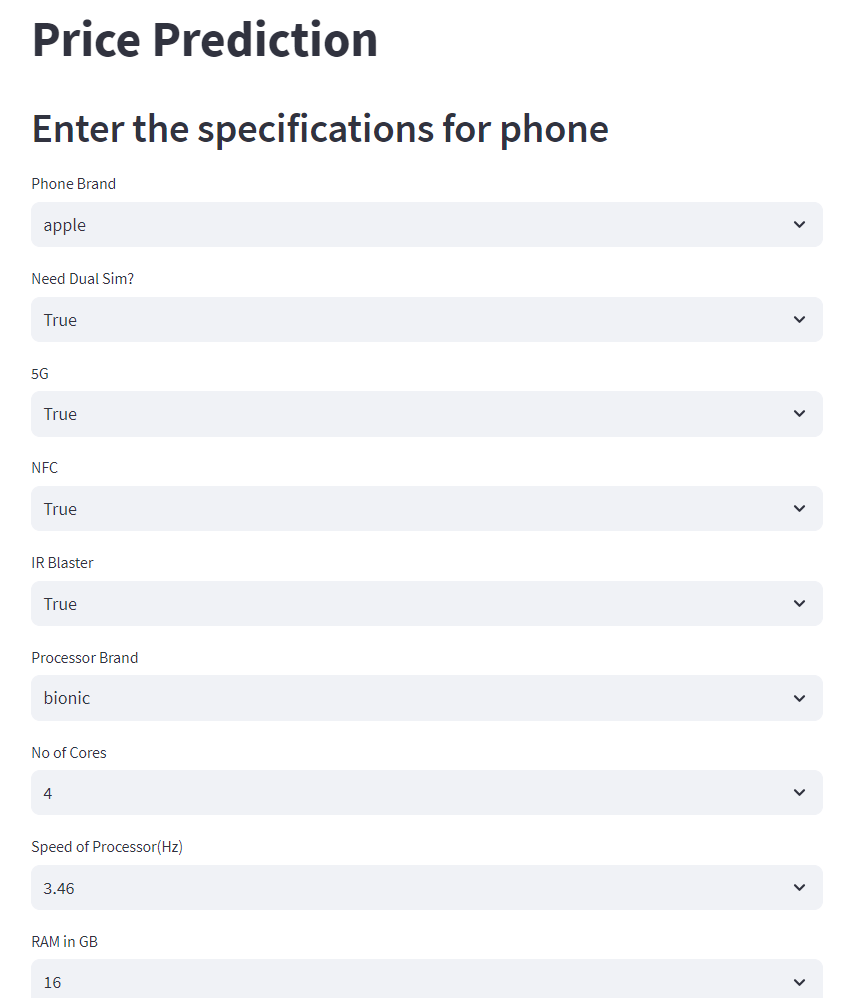 Price Prediction
Enter the specifications for phone
Phone Brand
apple
Need Dual Sim?
True
5G
True
NFC
True
IR Blaster
True
Processor Brand
bionic
No of Cores
4
Speed of Processor(Hz)
3.46
RAM in GB
16